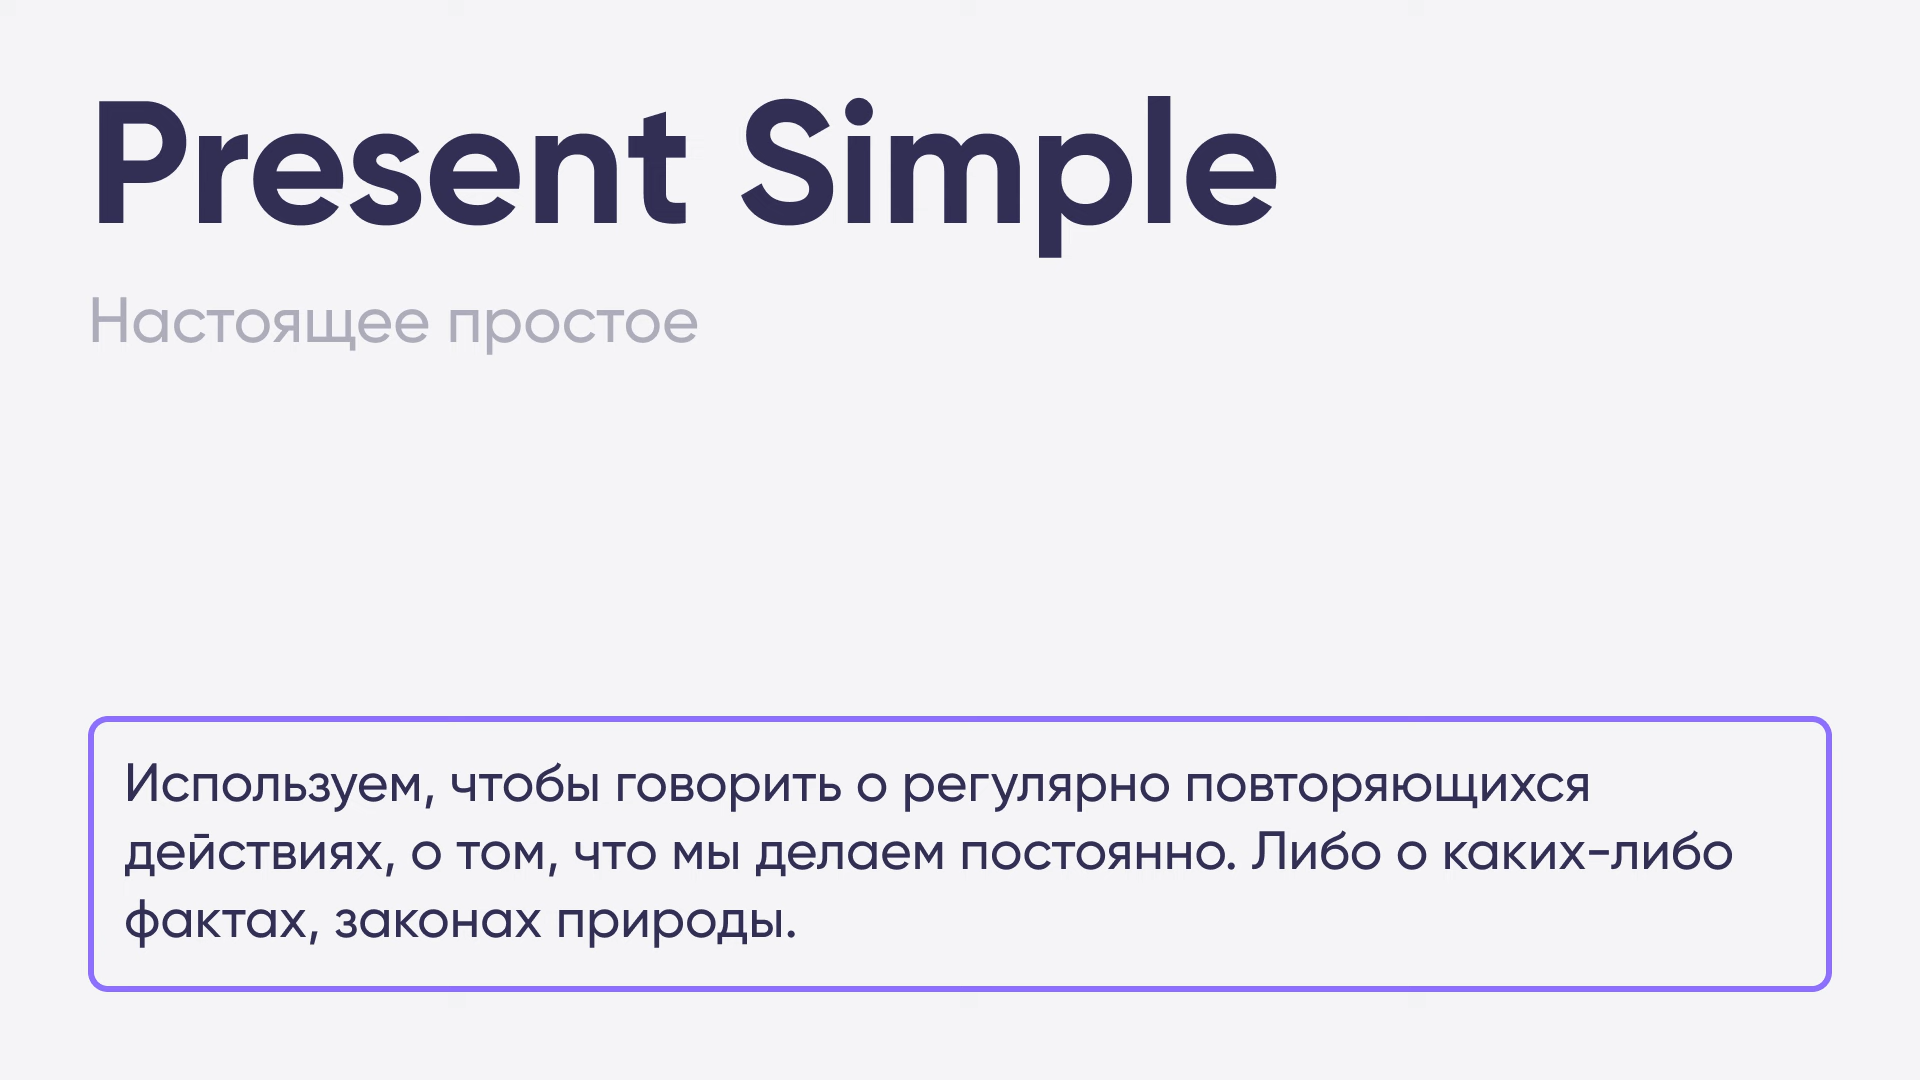 Present Simple
Настоящее простое
Используем, чтобы говорить о регулярно повторяющихся
действиях, о том, что мы делаем постоянно. Либо о каких-либо
фактах, законах природы.